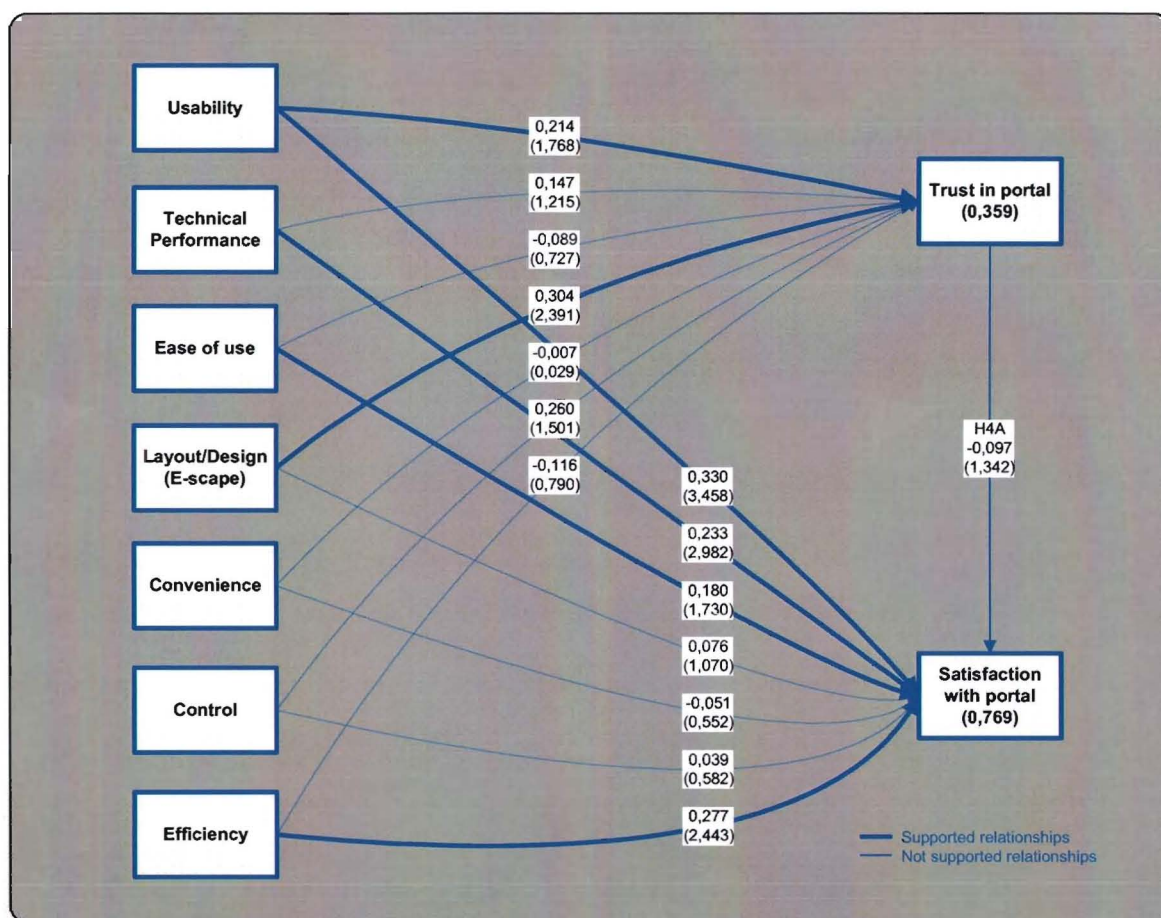 Usability
Technical
Performance
Ease of use
Layout/Design
(E-scape)
Convenience
Control
Efficiency
0,214
(1,768)
0,147
(1,215)
-0,089
(0,727)
0,304
(2,391)
-0,007
(0,029)
0,260
(1,501)
-0,116
(0,790)
0,330
(3,458)
0,233
(2,982)
0,180
(1,730)
0,076
(1,070)
-0,051
(0,552)
0,039
(0,582)
0,277
(2,443)
Trust in portal
(0,359)
H4A
-0,097
(1,342)
Satisfaction
with portal
(0,769)
Supported relationships
Not supported relationships